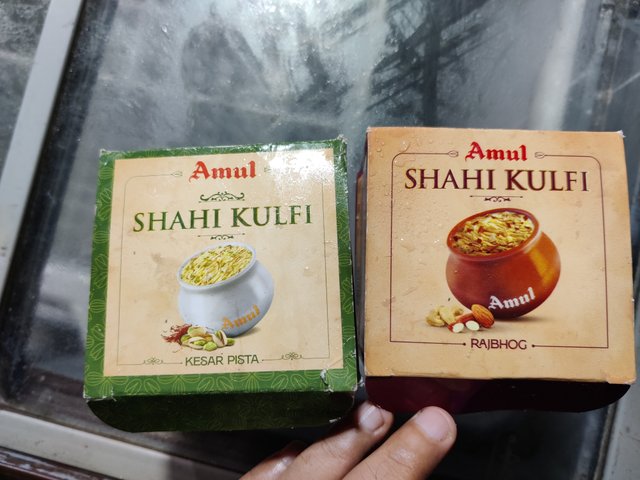 Amul
SHAHI KULFI
Amul
KESAR PISTA
Amul
SHAHI KULFI
Amul
RAJBHOG